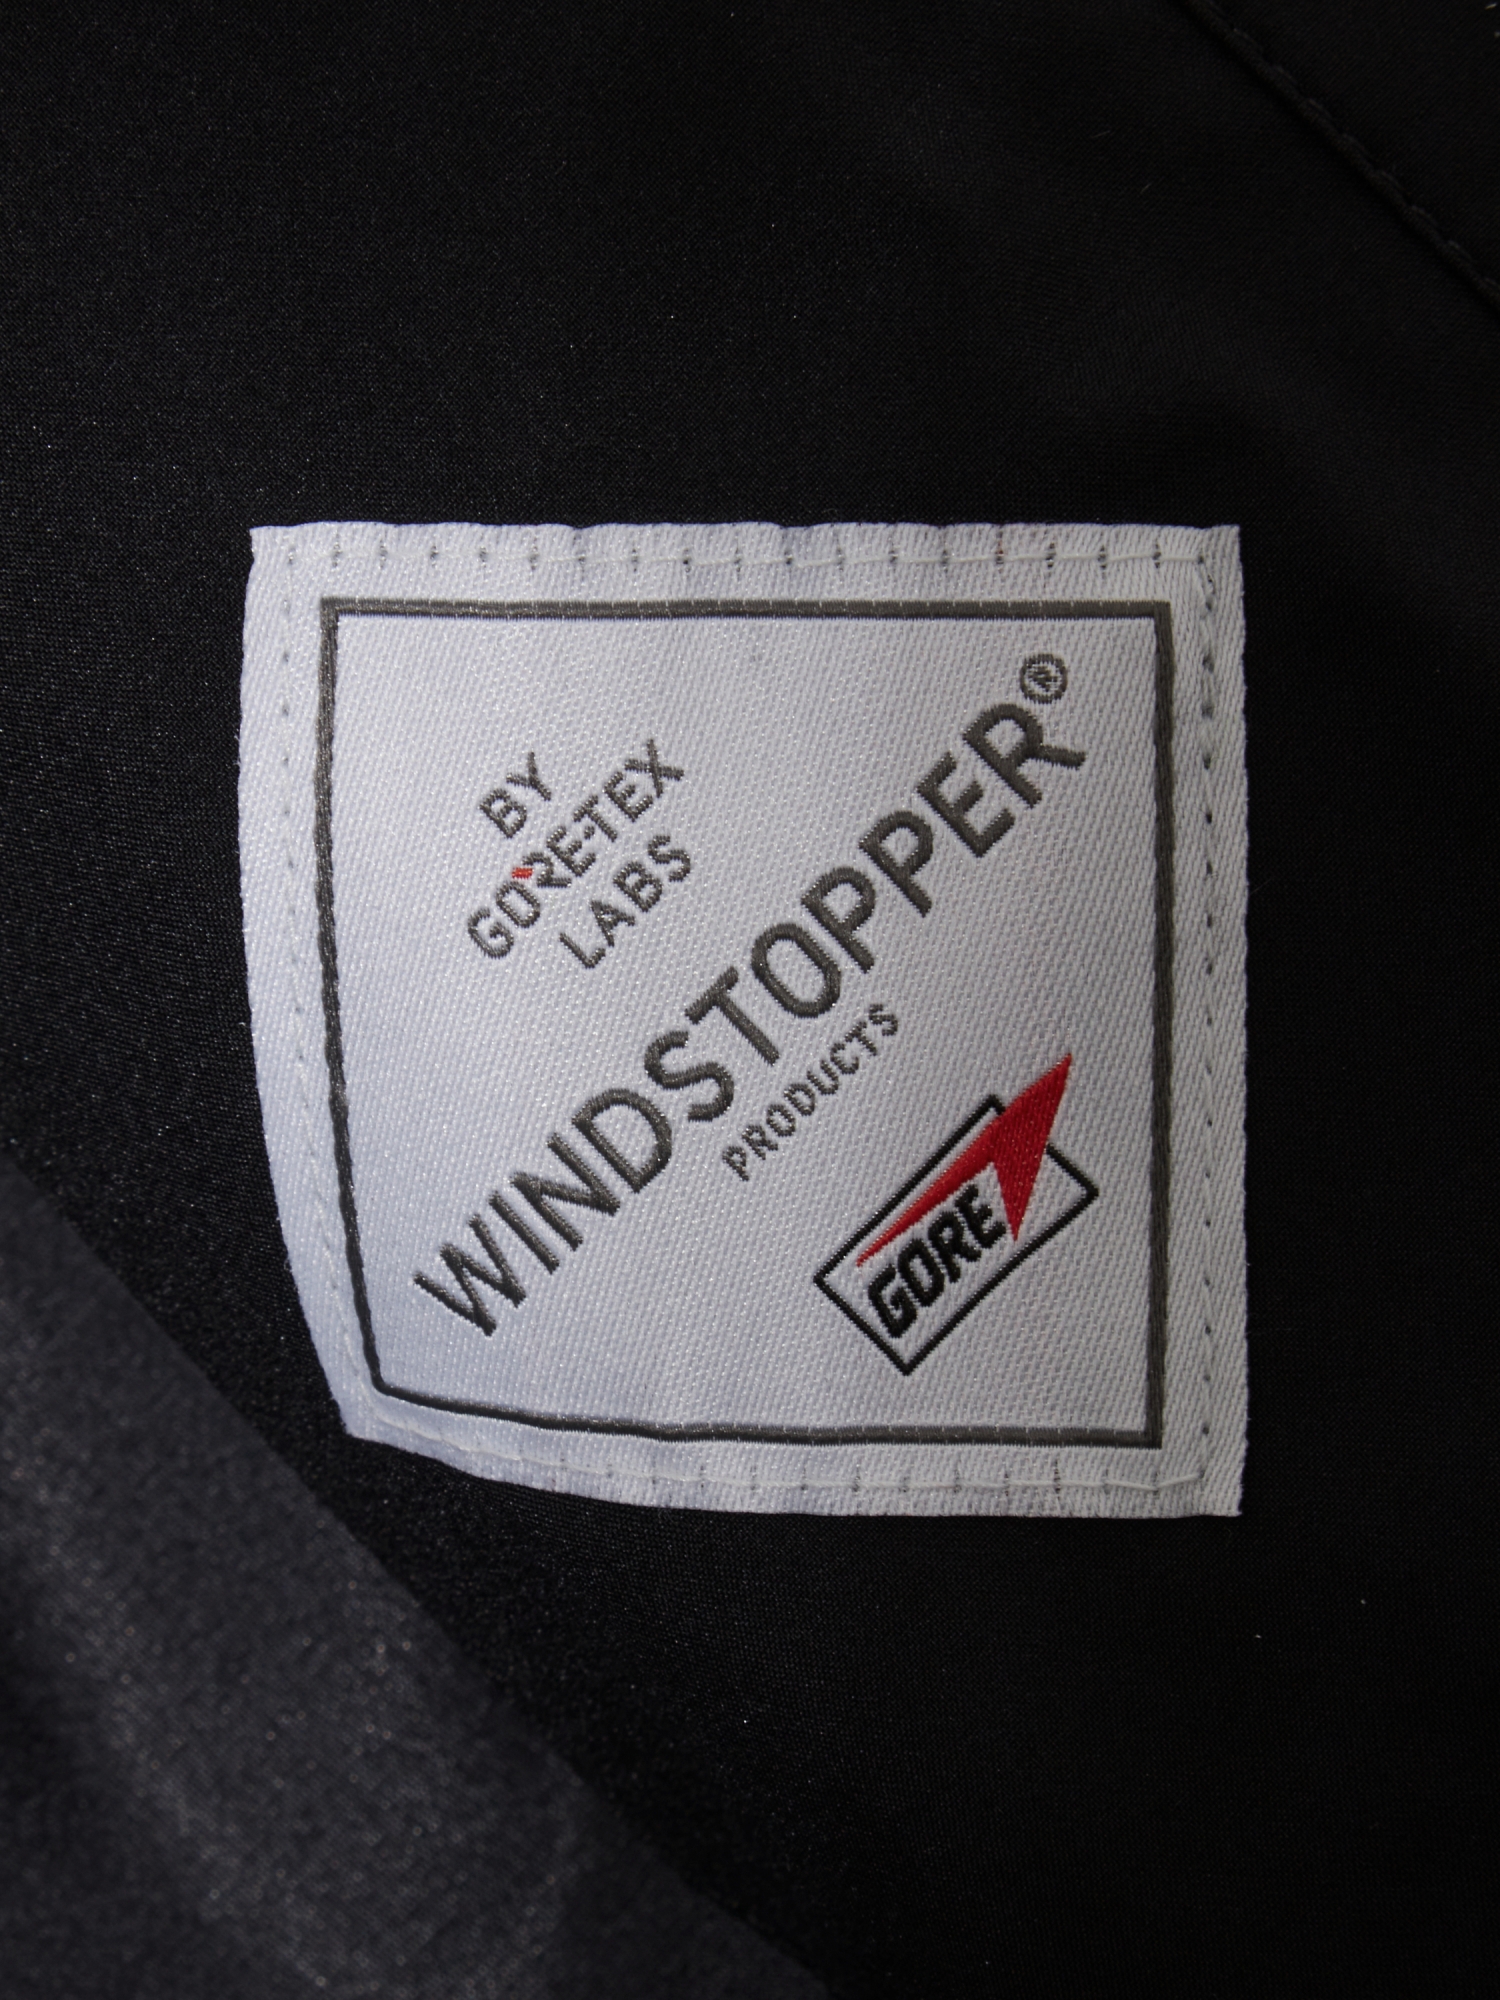 BY
GORE-TEX
LABS
WINDSTOPPER®
PRODUCTS
GORE